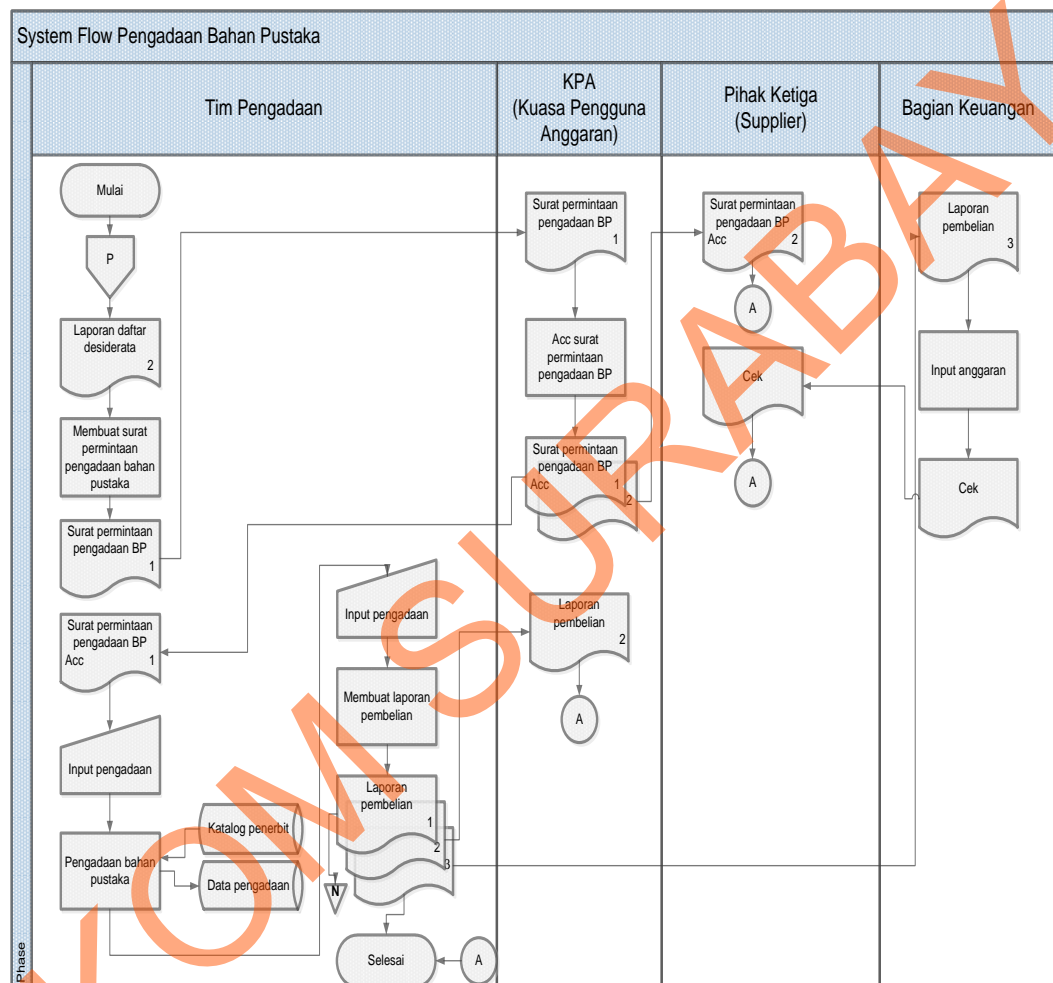 System Flow Pengadaan Bahan Pustaka
Tim Pengadaan
KPA
(Kuasa Pengguna
Anggaran)
Pihak Ketiga
(Supplier)
Bagian Keuangan
Phase
Mulai
P
Laporan daftar
desiderata
2
Membuat surat
permintaan
pengadaan bahan
pustaka
Surat permintaan
pengadaan BP
1
Surat permintaan
pengadaan BP
Acc 1
Input pengadaan
Pengadaan bahan
pustaka
Katalog penerbit
Data pengadaan
Input pengadaan
Membuat laporan
pembelian
Laporan
pembelian
1
2
3
N
Selesai
A
Surat permintaan
pengadaan BP
1
Acc surat
permintaan
pengadaan BP
Surat permintaan
pengadaan BP
Acc 1
2
Laporan
pembelian
2
A
Surat permintaan
pengadaan BP
Acc 2
A
Cek
A
Laporan
pembelian
3
Input anggaran
Cek
KOM SURABAY